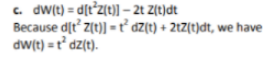 c. dW(t) = d[t²Z(t)] – 2t Z(t)dt
Because d[t² Z(t)] = t² dZ(t) + 2tZ(t)dt, we have
dW(t) = t² dZ(t).